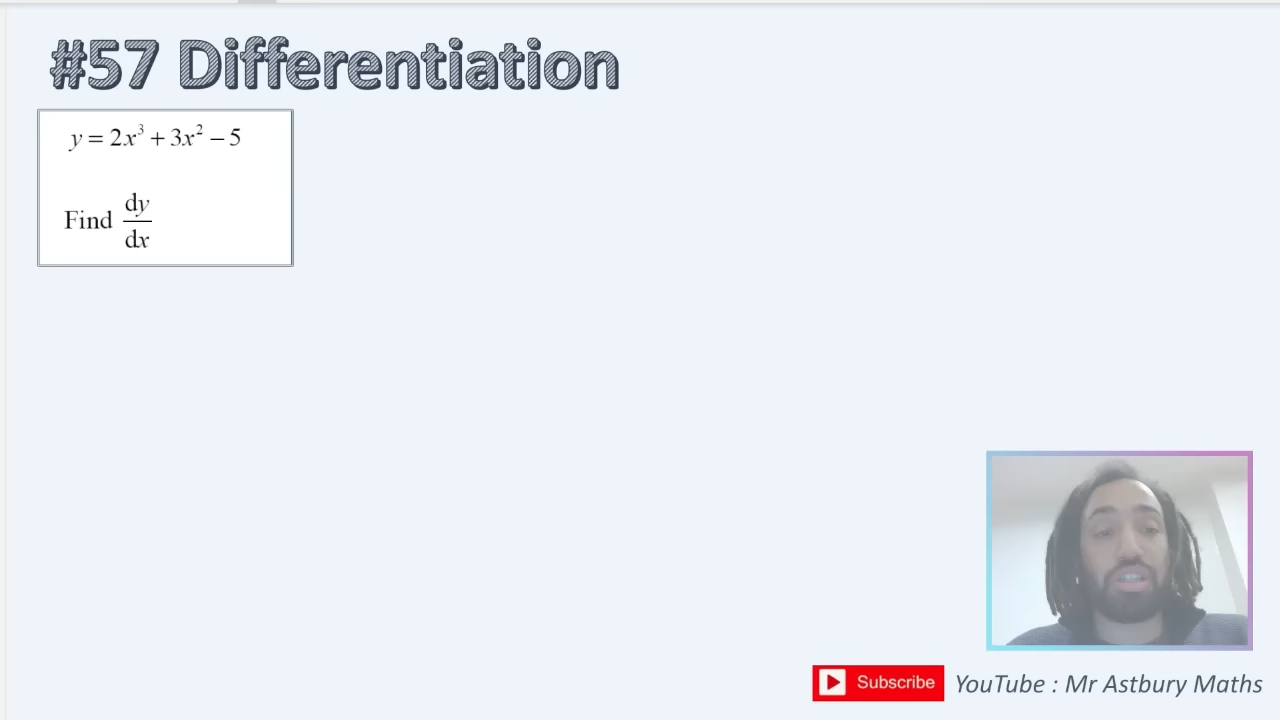 #57 Differentiation
y = 2x³ + 3x² – 5
Find dy/dx
Subscribe
YouTube : Mr Astbury Maths